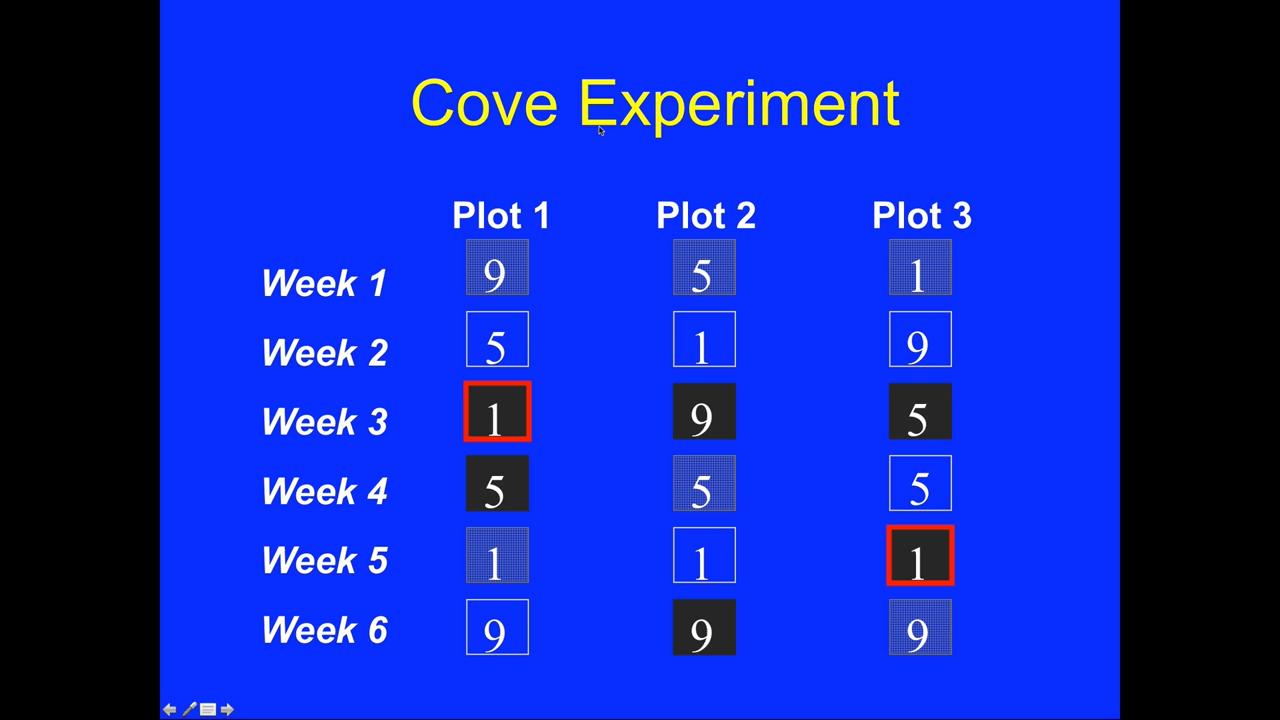 Cove Experiment
Plot 1 Plot 2 Plot 3
Week 1 9 5 1
Week 2 5 1 9
Week 3 1 9 5
Week 4 5 5 5
Week 5 1 1 1
Week 6 9 9 9